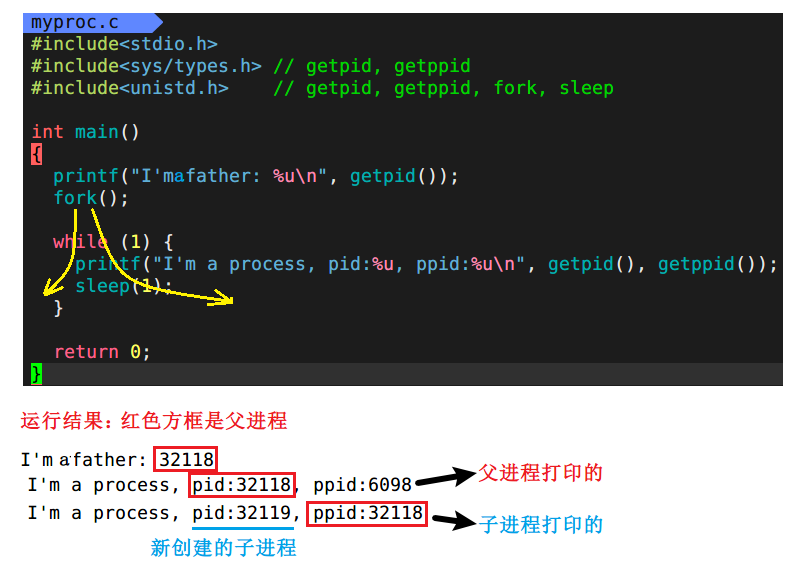 myproc.c
#include<stdio.h>
#include<sys/types.h> // getpid, getppid
#include<unistd.h>    // getpid, getppid, fork, sleep
int main()
{
  printf("I'mafather: %u\n", getpid());
  fork();
  while (1) {
    printf("I'm a process, pid:%u, ppid:%u\n", getpid(), getppid());
    sleep(1);
  }
  return 0;
}
运行结果：红色方框是父进程
I'm afather: 32118
I'm a process, pid:32118, ppid:6098 父进程打印的
I'm a process, pid:32119, ppid:32118 子进程打印的
新创建的子进程